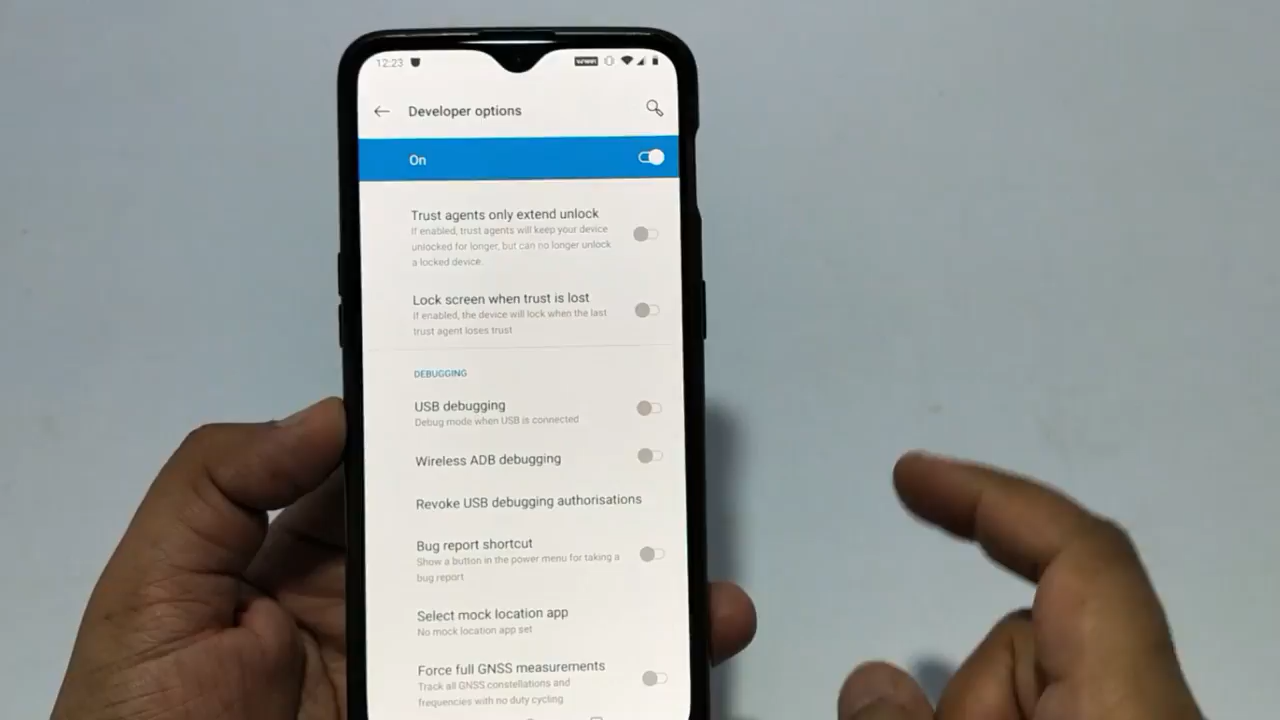 12:23
Developer options
On
Trust agents only extend unlock
If enabled, trust agents will keep your device
unlocked for longer, but can no longer unlock
a locked device.
Lock screen when trust is lost
If enabled, the device will lock when the last
trust agent loses trust
DEBUGGING
USB debugging
Debug mode when USB is connected
Wireless ADB debugging
Revoke USB debugging authorisations
Bug report shortcut
Show a button in the power menu for taking a
bug report
Select mock location app
No mock location app set
Force full GNSS measurements
Track all GNSS constellations and
frequencies with no duty cycling